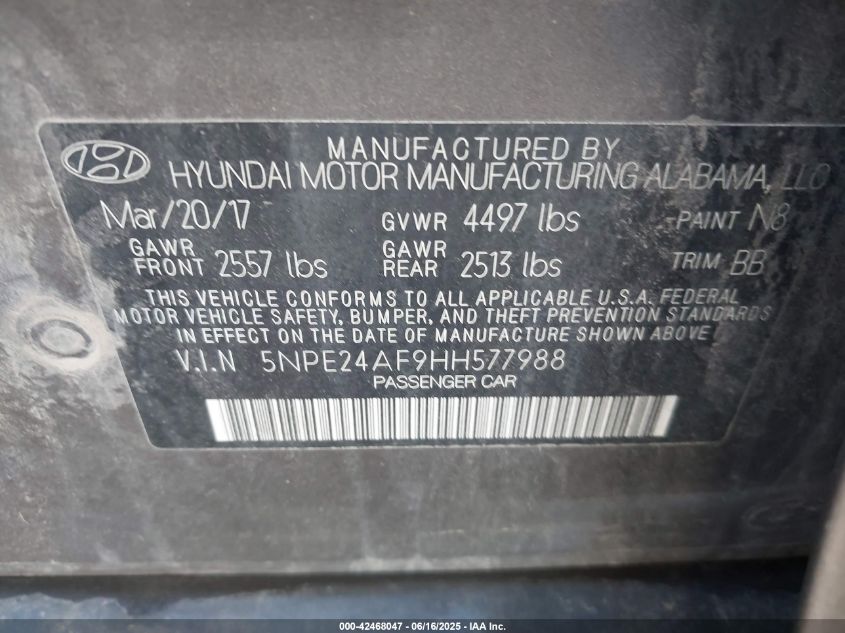 MANUFACTURED BY
HYUNDAI MOTOR MANUFACTURING ALABAMA, LLC
Mar/20/17 GVWR 4497 lbs PAINT N8
GAWR FRONT 2557 lbs GAWR REAR 2513 lbs TRIM BB
THIS VEHICLE CONFORMS TO ALL APPLICABLE U.S.A. FEDERAL
MOTOR VEHICLE SAFETY, BUMPER, AND THEFT PREVENTION STANDARDS
IN EFFECT ON THE DATE OF MANUFACTURE SHOWN ABOVE
V.I.N 5NPE24AF9HH577988
PASSENGER CAR
000-42468047 - 06/16/2025 - IAA Inc.